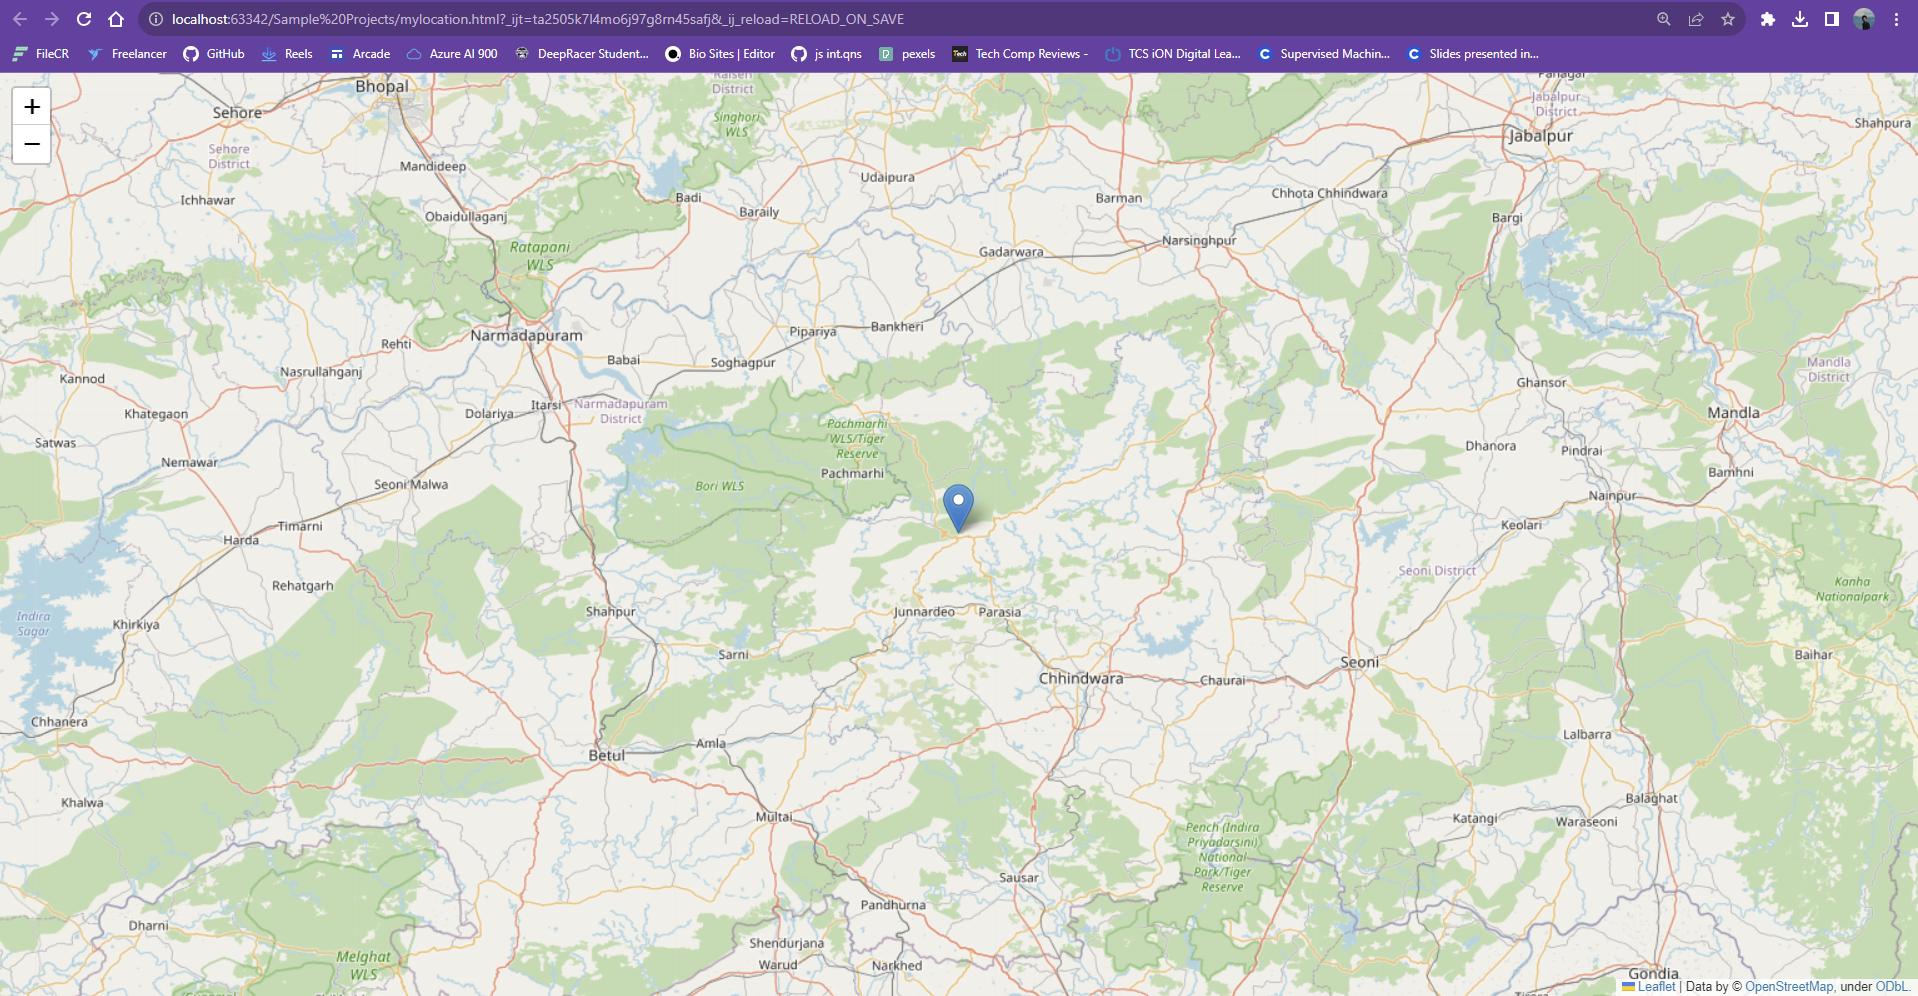 localhost:63342/Sample%20Projects/mylocation.html?_ijt=ta2505k7l4mo6j97g8rn45safj&_ij_reload=RELOAD_ON_SAVE
FileCR
Freelancer
GitHub
Reels
Arcade
Azure AI 900
DeepRacer Student...
Bio Sites | Editor
js int.qns
pexels
Tech Comp Reviews -
TCS iON Digital Lea...
Supervised Machin...
Slides presented in...
+
−
Bhopal
Sehore
Sehore
District
Mandideep
Ichhawar
Obaidullaganj
Ratapani
WLS
District
Singhori
WLS
Badi
Baraily
Udaipura
Barman
Chhota Chhindwara
Jabalpur
District
Jabalpur
Shahpura
Bargi
Gadarwara
Narsinghpur
Narmadapuram
Rehti
Babai
Pipariya
Bankheri
Soghagpur
Kannod
Nasrullahganj
Khategaon
Dolariya
Itarsi
Narmadapuram
District
Satwas
Nemawar
Seoni Malwa
Bori WLS
Pachmarhi
WLS/Tiger
Reserve
Pachmarhi
Ghansor
Mandla
District
Mandla
Dhanora
Pindrai
Bamhni
Nainpur
Keolari
Timarni
Harda
Rehatgarh
Indira
Sagar
Khirkiya
Shahpur
Junnardeo
Parasia
Seoni District
Kanha
Nationalpark
Sarni
Chhindwara
Chaurai
Seoni
Baihar
Chhanera
Betul
Amla
Lalbarra
Khalwa
Multai
Balaghat
Katangi
Waraseoni
Pench (Indira
Priyadarsini)
National
Park/Tiger
Reserve
Sausar
Pandhurna
Dharni
Melghat
WLS
Shendurjana
Warud
Narkhed
Gondia
Leaflet | Data by © OpenStreetMap, under ODbL.